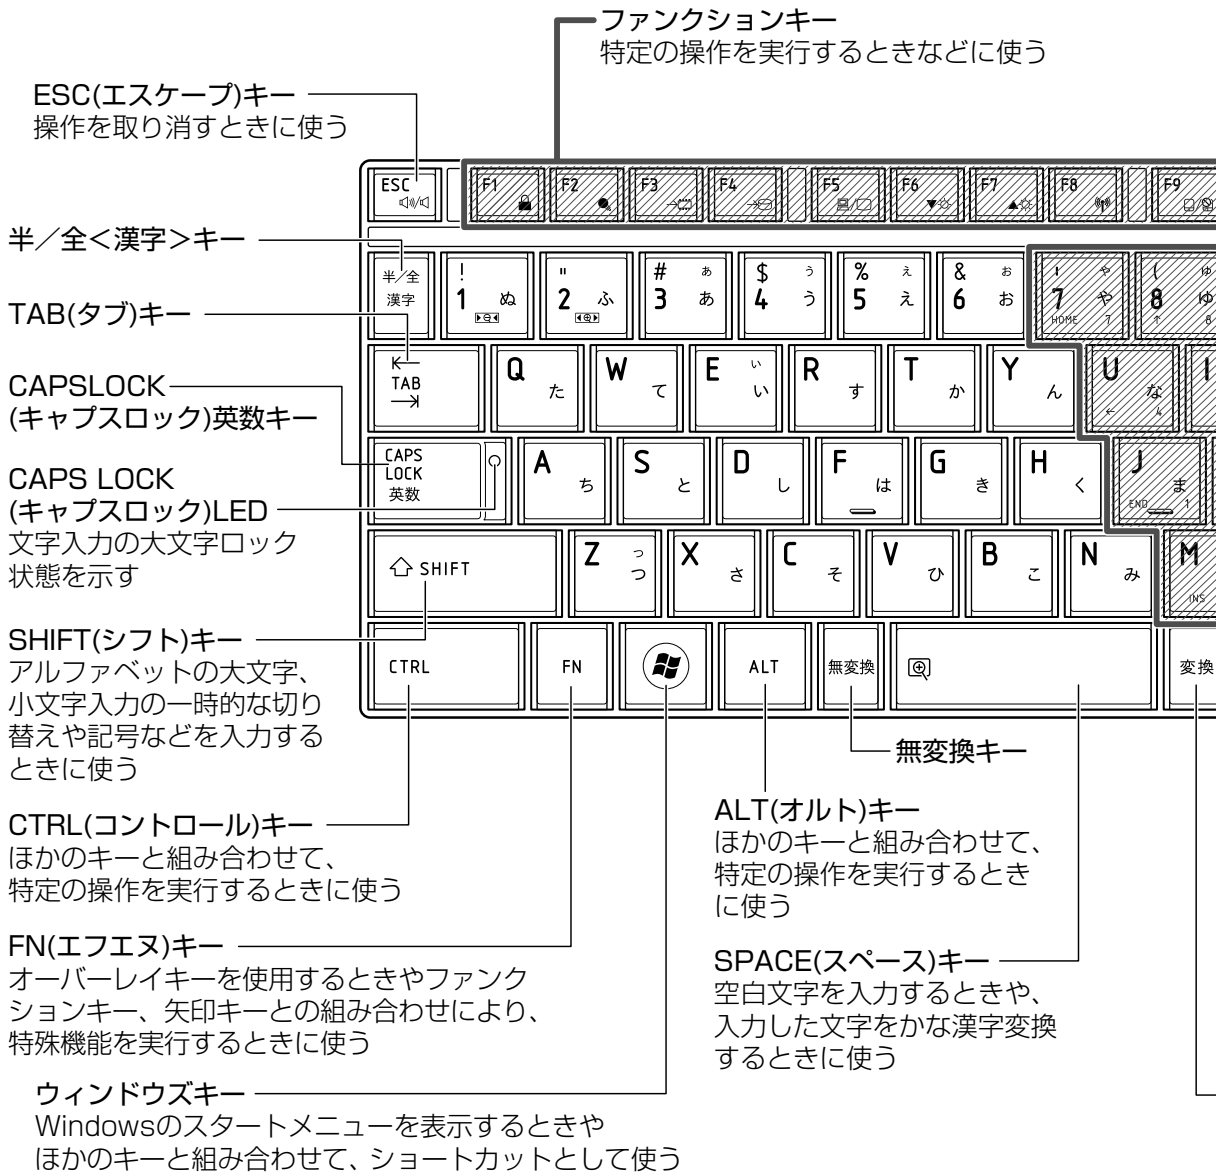 ファンクションキー
特定の操作を実行するときなどに使う
ESC(エスケープ)キー
操作を取り消すときに使う
ESC F1 F2 F3 F4 F5 F6 F7 F8 F9
半／全＜漢字＞キー
半／全 ! " # ぁ $ ぅ % ぇ & ぉ ' ゃ ( ゅ
漢字 1 ぬ 2 ふ 3 あ 4 う 5 え 6 お 7 や 8 ゆ
HOME 7 ↑ 8
TAB(タブ)キー
TAB Q た W て E ぃ い R す T か Y ん U な I
← 4
CAPSLOCK
(キャプスロック)英数キー
CAPS
LOCK
英数
A ち S と D し F は G き H く J ま
END 1
CAPS LOCK
(キャプスロック)LED
文字入力の大文字ロック
状態を示す
SHIFT Z っ つ X さ C そ V ひ B こ N み M
INS
SHIFT(シフト)キー
アルファベットの大文字、
小文字入力の一時的な切り
替えや記号などを入力する
ときに使う
CTRL FN ALT 無変換 変換
無変換キー
CTRL(コントロール)キー
ほかのキーと組み合わせて、
特定の操作を実行するときに使う
ALT(オルト)キー
ほかのキーと組み合わせて、
特定の操作を実行するとき
に使う
FN(エフエヌ)キー
オーバーレイキーを使用するときやファンク
ションキー、矢印キーとの組み合わせにより、
特殊機能を実行するときに使う
SPACE(スペース)キー
空白文字を入力するときや、
入力した文字をかな漢字変換
するときに使う
ウィンドウズキー
Windowsのスタートメニューを表示するときや
ほかのキーと組み合わせて、ショートカットとして使う